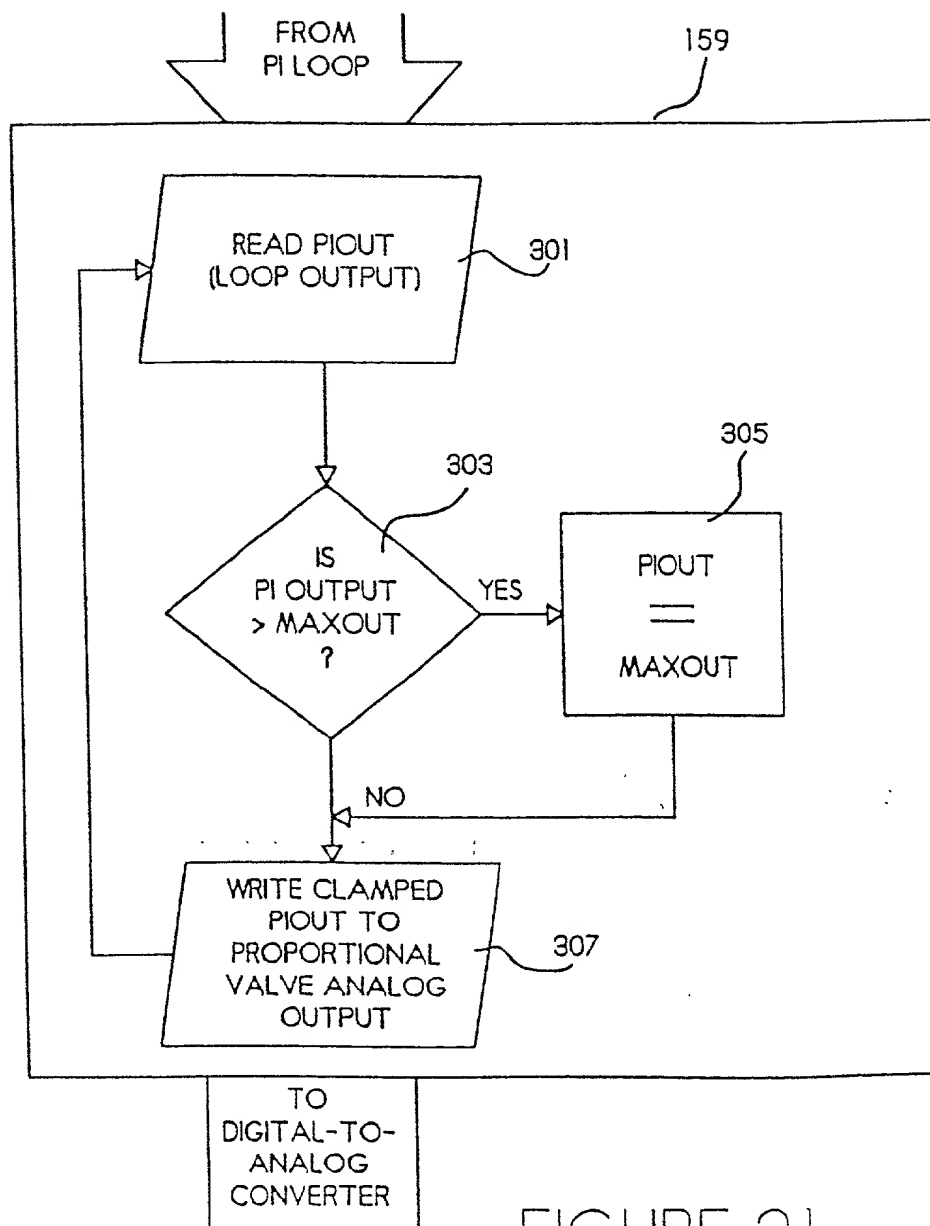 FROM
PI LOOP
159
READ PIOUT
(LOOP OUTPUT)
301
303
IS
PI OUTPUT
> MAXOUT
?
YES
305
PIOUT
=
MAXOUT
NO
WRITE CLAMPED
PIOUT TO
PROPORTIONAL
VALVE ANALOG
OUTPUT
307
TO
DIGITAL-TO-
ANALOG
CONVERTER